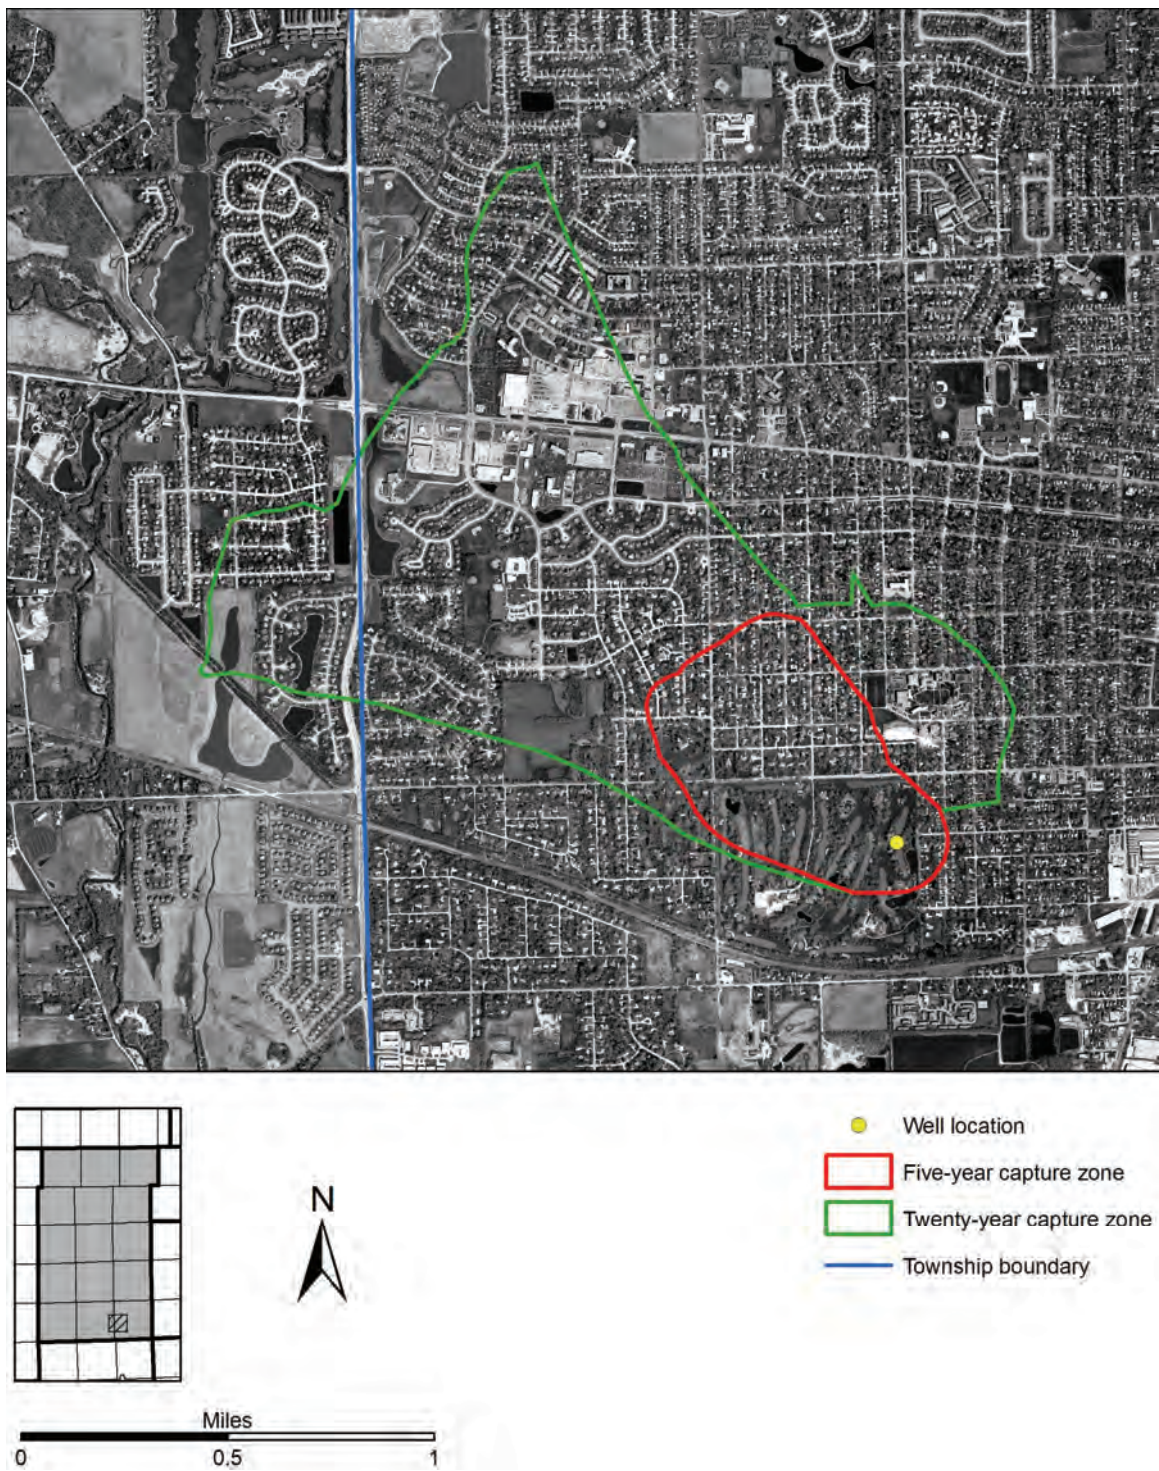 Well location
Five-year capture zone
Twenty-year capture zone
Township boundary
N
Miles
0 0.5 1